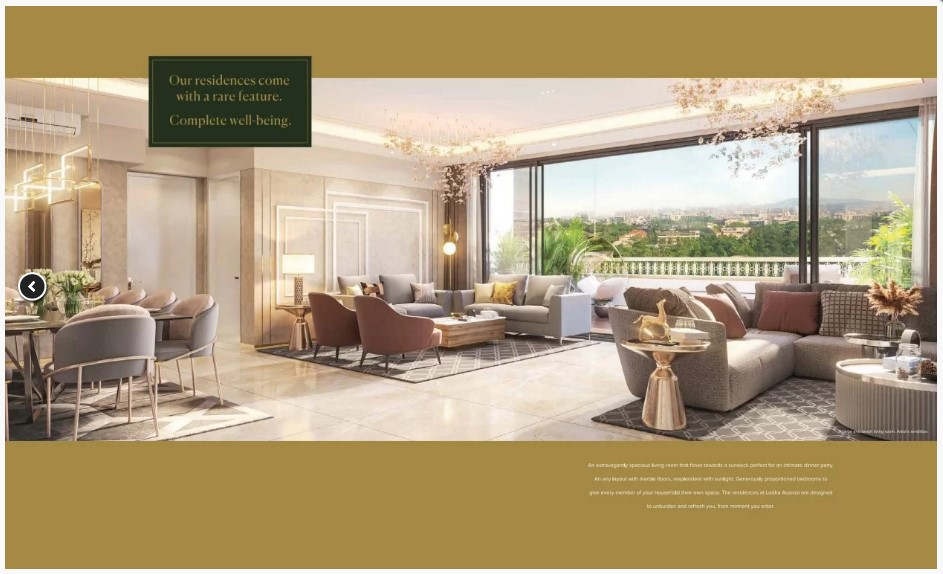 Our residences come
with a rare feature.
Complete well-being.
An extravagantly spacious living room that flows towards a sundeck perfect for an intimate dinner party.
An airy layout with marble floors, resplendent with sunlight. Generously proportioned bedrooms to
give every member of your household their own space. The residences at Lodha are designed
to unburden and refresh you, from moment you enter.